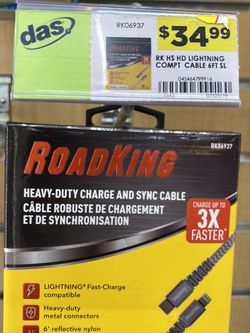 das.
RK06937
$34.99
ROADKING
RK HS HD LIGHTNING
COMPT CABLE 6FT SL
045464799916
ROADKING
RK06937
HEAVY-DUTY CHARGE AND SYNC CABLE
CÂBLE ROBUSTE DE CHARGEMENT
ET DE SYNCHRONISATION
CHARGE UP TO
3X
FASTER
LIGHTNING® Fast-Charge
compatible
Heavy-duty
metal connectors
6' reflective nylon